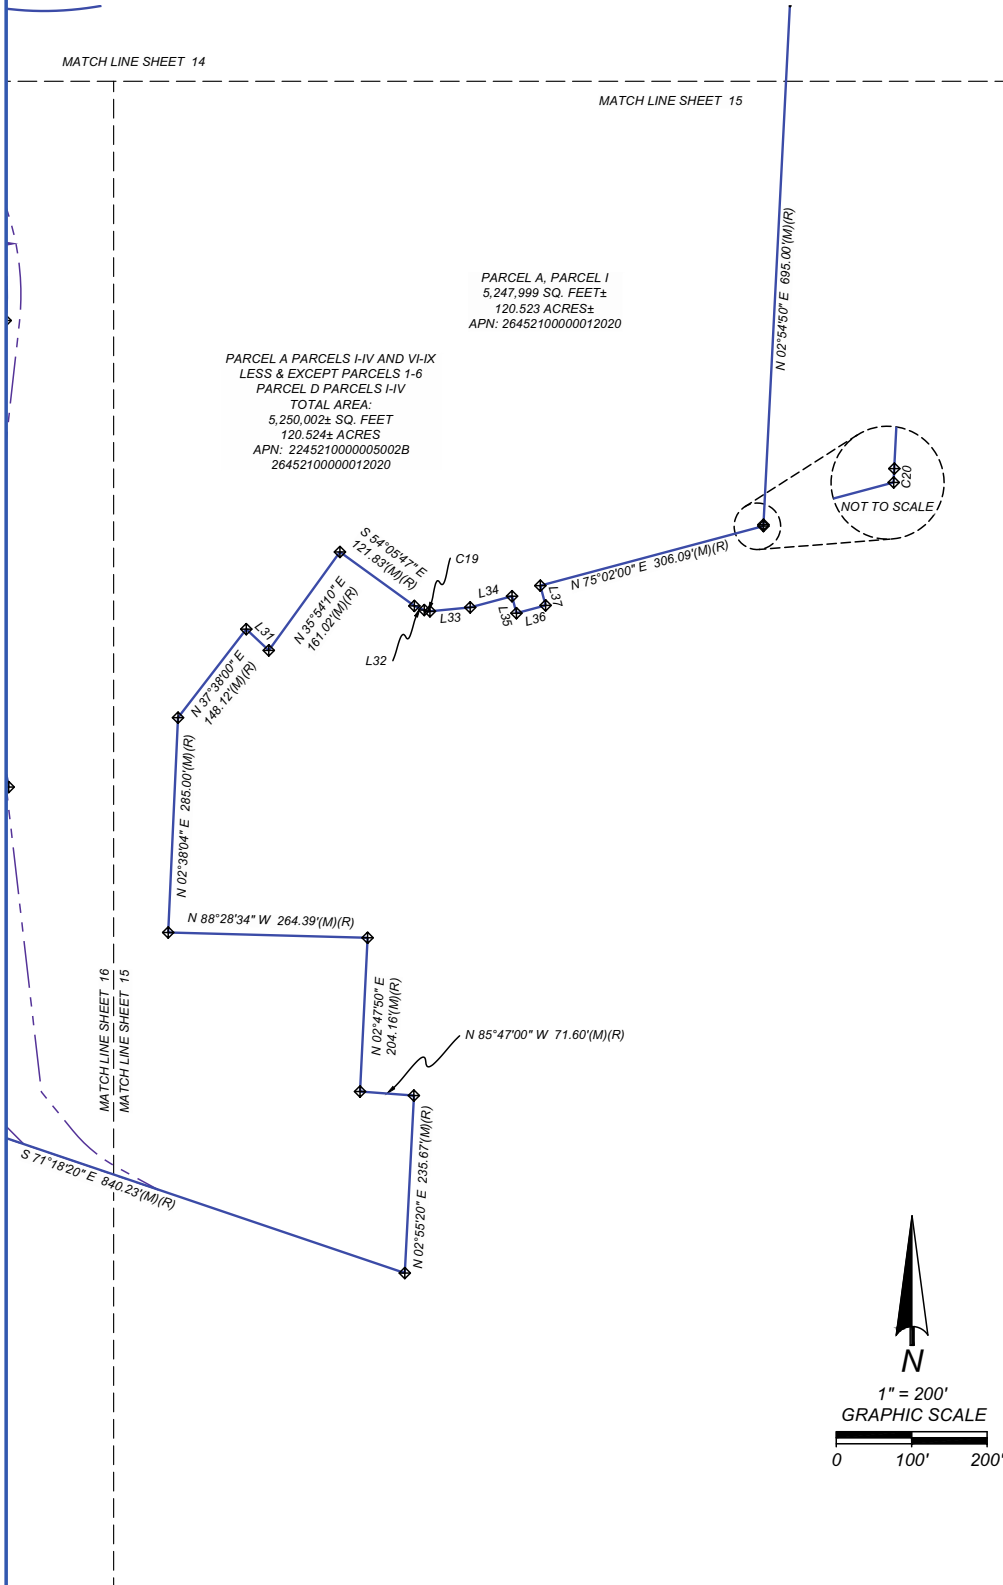 MATCH LINE SHEET 14
MATCH LINE SHEET 15
N 02°54'50" E 695.00'(M)(R)
PARCEL A, PARCEL I
5,247,999 SQ. FEET±
120.523 ACRES±
APN: 26452100000012020
PARCEL A PARCELS I-IV AND VI-IX
LESS & EXCEPT PARCELS 1-6
PARCEL D PARCELS I-IV
TOTAL AREA:
5,250,002± SQ. FEET
120.524± ACRES
APN: 2245210000005002B
26452100000012020
C20
NOT TO SCALE
S 54°05'47" E
121.83'(M)(R)
C19
N 75°02'00" E 306.09'(M)(R)
L34
L37
L33
L35
L36
L31
N 35°54'10" E
161.02'(M)(R)
L32
N 37°38'00" E
148.12'(M)(R)
N 02°38'04" E 285.00'(M)(R)
N 88°28'34" W 264.39'(M)(R)
MATCH LINE SHEET 16
MATCH LINE SHEET 15
N 02°47'50" E
204.16'(M)(R)
N 85°47'00" W 71.60'(M)(R)
S 71°18'20" E 840.23'(M)(R)
N 02°55'20" E 235.67'(M)(R)
N
1" = 200'
GRAPHIC SCALE
0 100' 200'